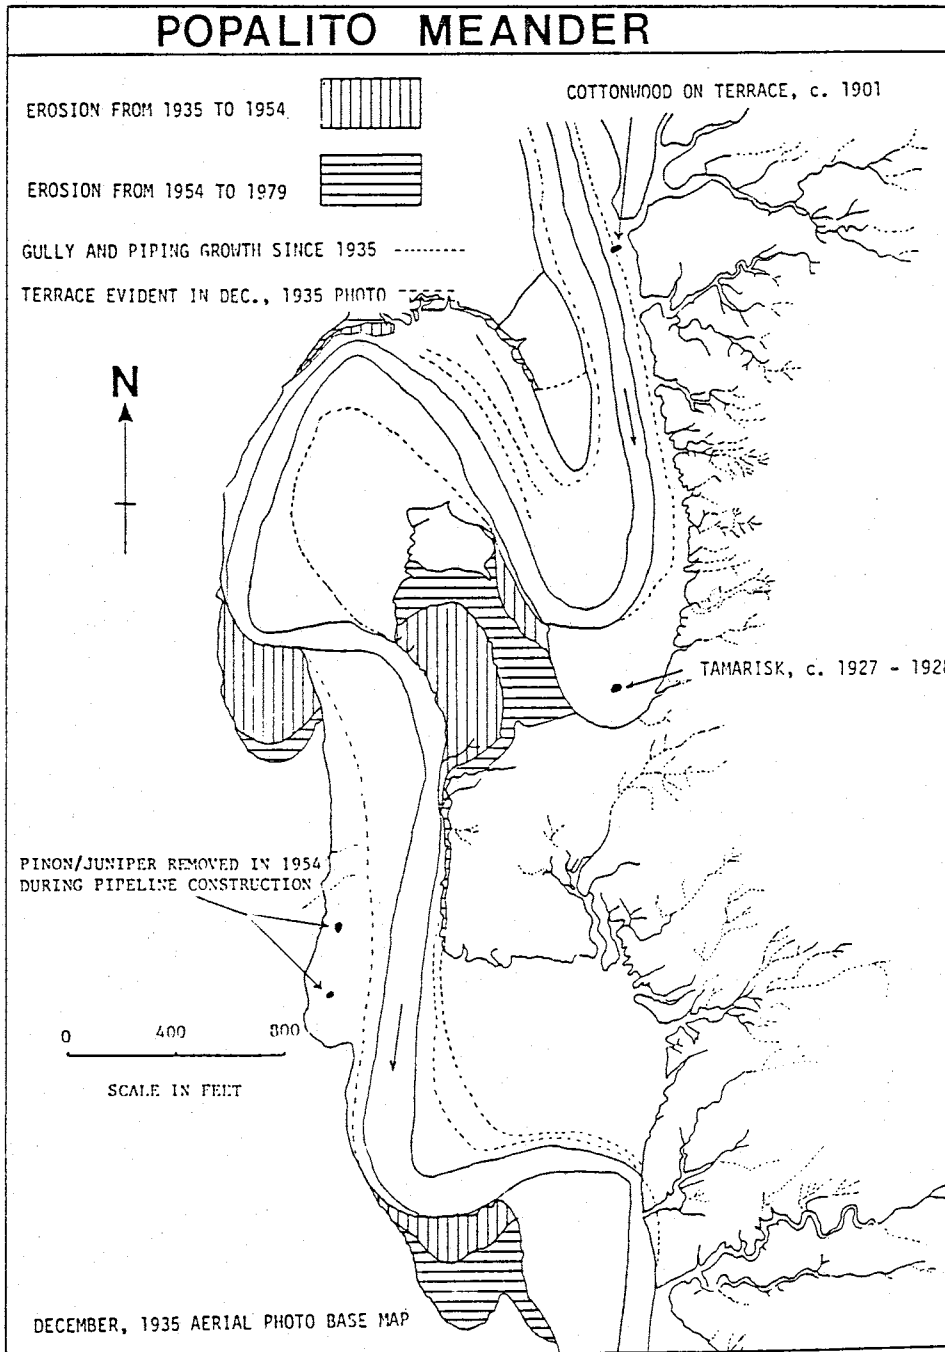 POPALITO MEANDER
COTTONWOOD ON TERRACE, c. 1901
EROSION FROM 1935 TO 1954
EROSION FROM 1954 TO 1979
GULLY AND PIPING GROWTH SINCE 1935
TERRACE EVIDENT IN DEC., 1935 PHOTO
N
TAMARISK, c. 1927 - 1928
PINON/JUNIPER REMOVED IN 1954
DURING PIPELINE CONSTRUCTION
0 400 800
SCALE IN FEET
DECEMBER, 1935 AERIAL PHOTO BASE MAP